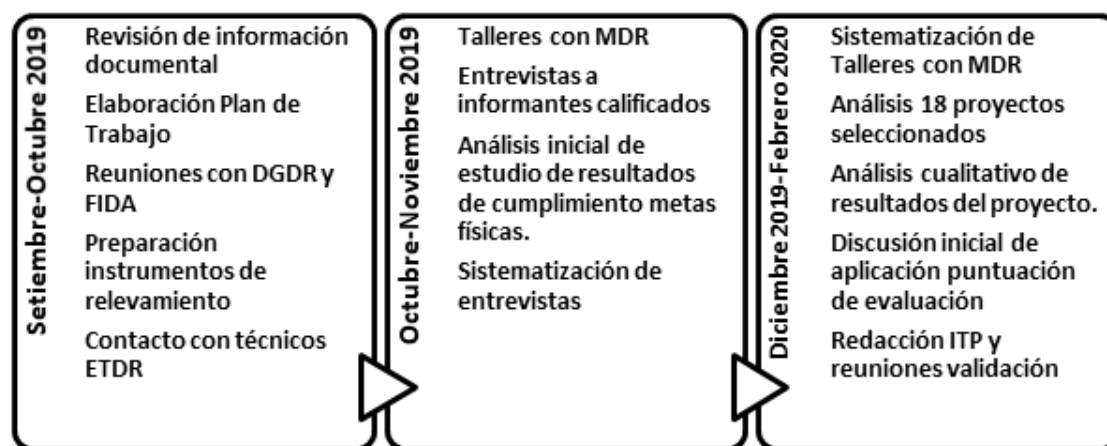 Setiembre-Octubre 2019
Revisión de información
documental
Elaboración Plan de
Trabajo
Reuniones con DGDR y
FIDA
Preparación
instrumentos de
relevamiento
Contacto con técnicos
ETDR
Octubre-Noviembre 2019
Talleres con MDR
Entrevistas a
informantes calificados
Análisis inicial de
estudio de resultados
de cumplimiento metas
físicas.
Sistematización de
entrevistas
Diciembre 2019-Febrero 2020
Sistematización de
Talleres con MDR
Análisis 18 proyectos
seleccionados
Análisis cualitativo de
resultados del proyecto.
Discusión inicial de
aplicación puntuación
de evaluación
Redacción ITP y
reuniones validación